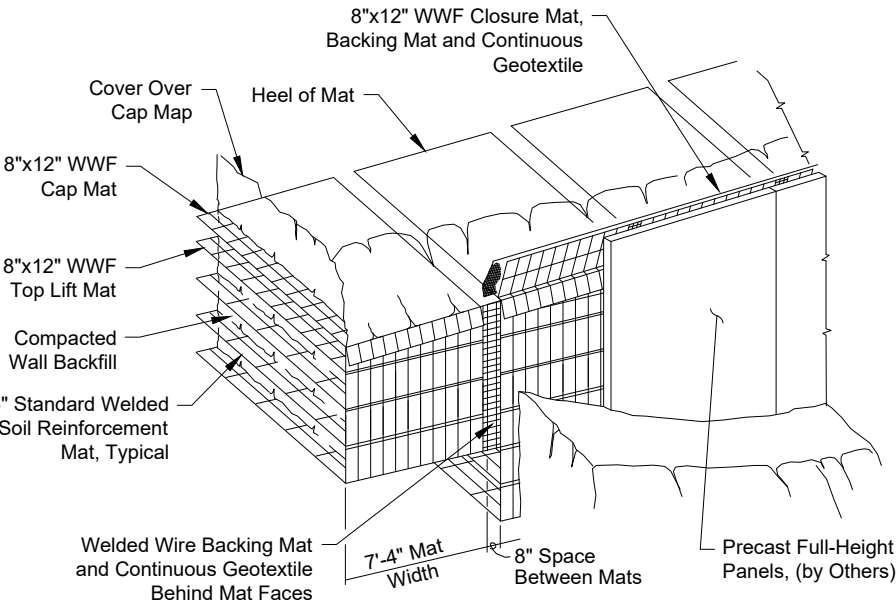 8"x12" WWF Closure Mat,
Backing Mat and Continuous
Geotextile
Cover Over
Cap Map
Heel of Mat
8"x12" WWF
Cap Mat
8"x12" WWF
Top Lift Mat
Compacted
Wall Backfill
" Standard Welded
Soil Reinforcement
Mat, Typical
Welded Wire Backing Mat
and Continuous Geotextile
Behind Mat Faces
7'-4" Mat
Width
8" Space
Between Mats
Precast Full-Height
Panels, (by Others)